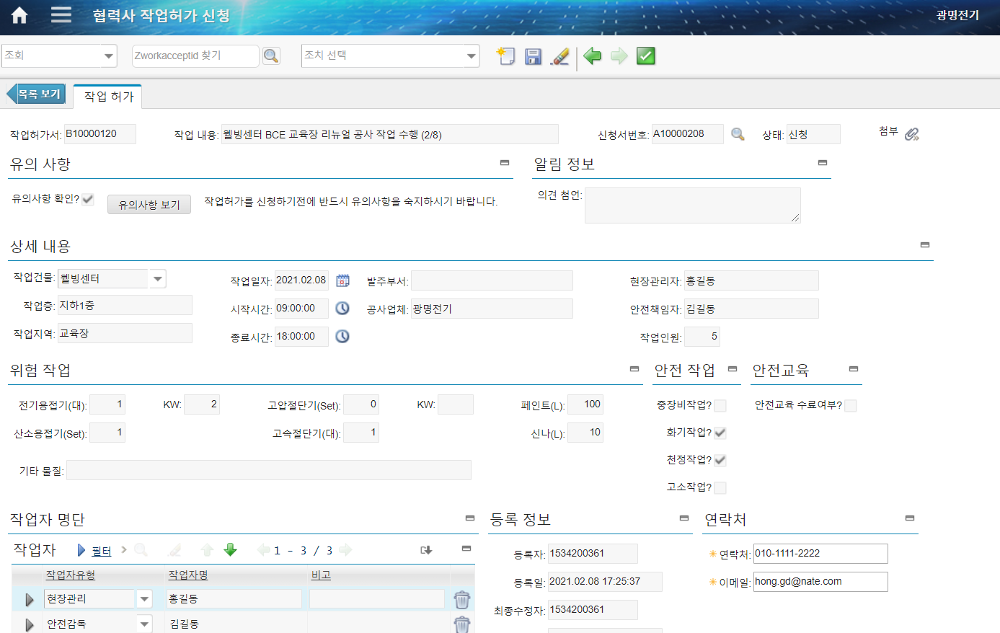 협력사 작업허가 신청
광명전기
조회
Zworkacceptid 찾기
조치 선택
목록 보기
작업 허가
작업허가서: B10000120
작업 내용: 웰빙센터 BCE 교육장 리뉴얼 공사 작업 수행 (2/8)
신청서번호: A10000208
상태: 신청
첨부
유의 사항
알림 정보
유의사항 확인?
유의사항 보기
작업허가를 신청하기전에 반드시 유의사항을 숙지하시기 바랍니다.
의견 첨언:
상세 내용
작업건물: 웰빙센터
작업일자: 2021.02.08
발주부서:
현장관리자: 홍길동
작업층: 지하1층
시작시간: 09:00:00
공사업체: 광명전기
안전책임자: 김길동
작업지역: 교육장
종료시간: 18:00:00
작업인원: 5
위험 작업
안전 작업
안전교육
전기용접기(대): 1
KW: 2
고압절단기(Set): 0
KW:
페인트(L): 100
중장비작업?
안전교육 수료여부?
산소용접기(Set): 1
고속절단기(대): 1
신나(L): 10
화기작업?
천정작업?
기타 물질:
고소작업?
작업자 명단
등록 정보
연락처
작업자
필터
1 - 3 / 3
등록자: 1534200361
연락처: 010-1111-2222
작업자유형 작업자명 비고
등록일: 2021.02.08 17:25:37
이메일: hong.gd@nate.com
현장관리 홍길동
최종수정자: 1534200361
안전감독 김길동